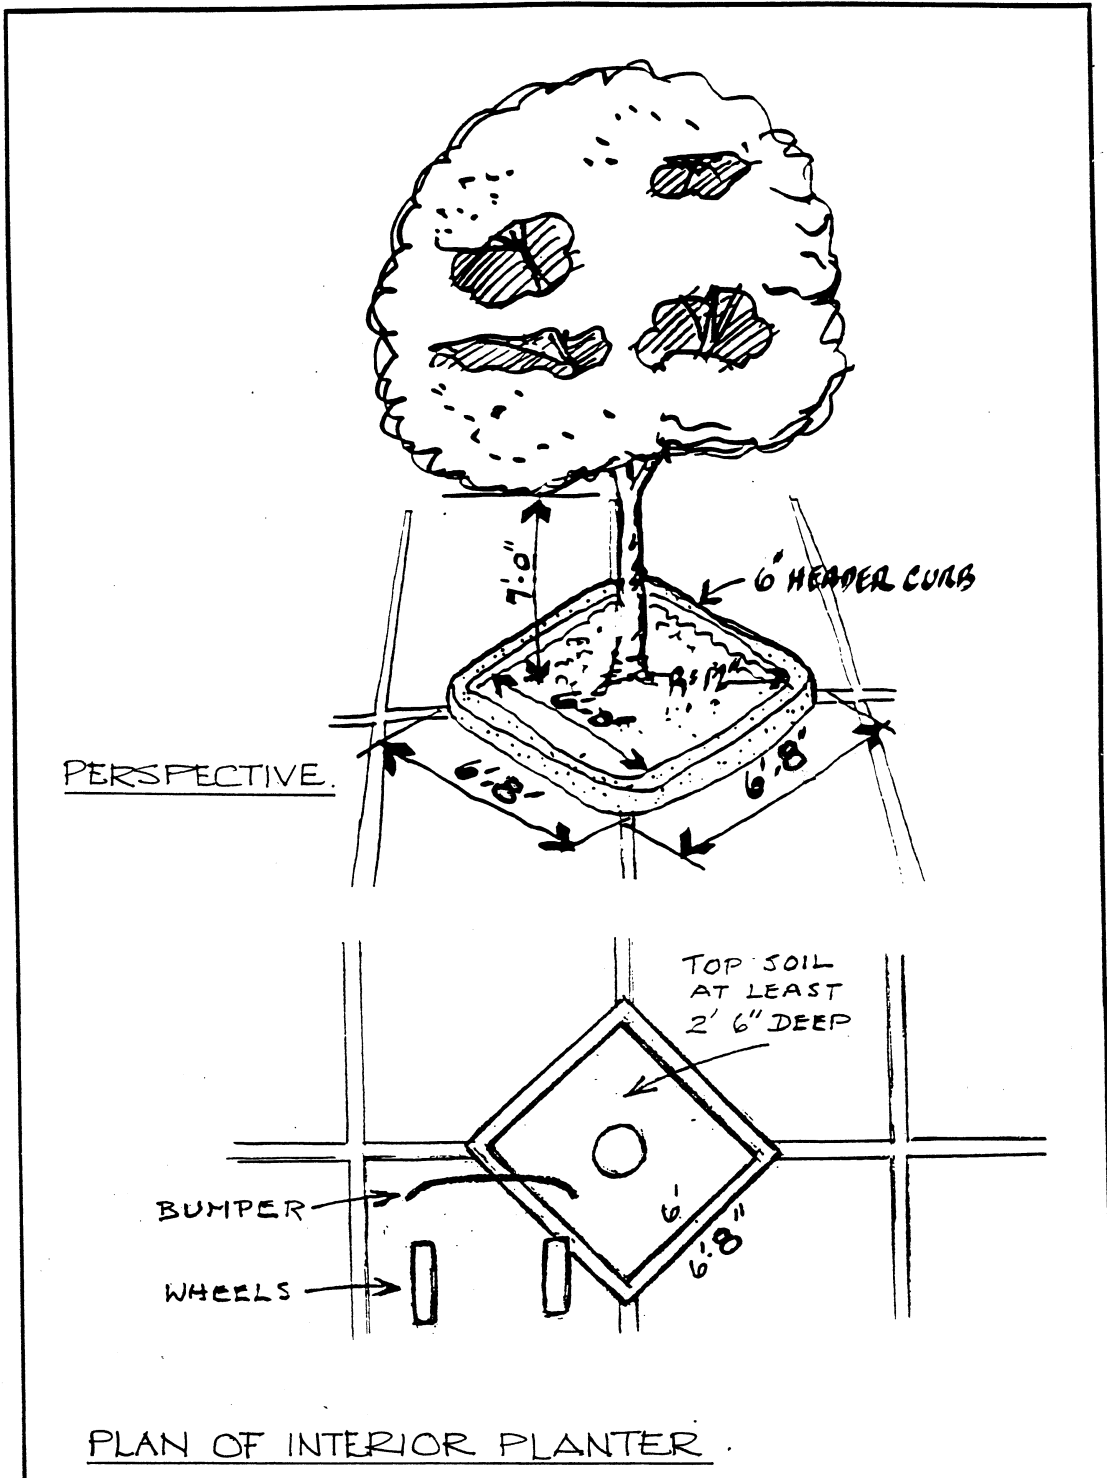 7'-0"
6" HEADER CURB
R=12"
6'-0"
6'-8"
6'-8"
PERSPECTIVE.
TOP SOIL
AT LEAST
2' 6" DEEP
BUMPER
6'-
6'-8"
WHEELS
PLAN OF INTERIOR PLANTER.